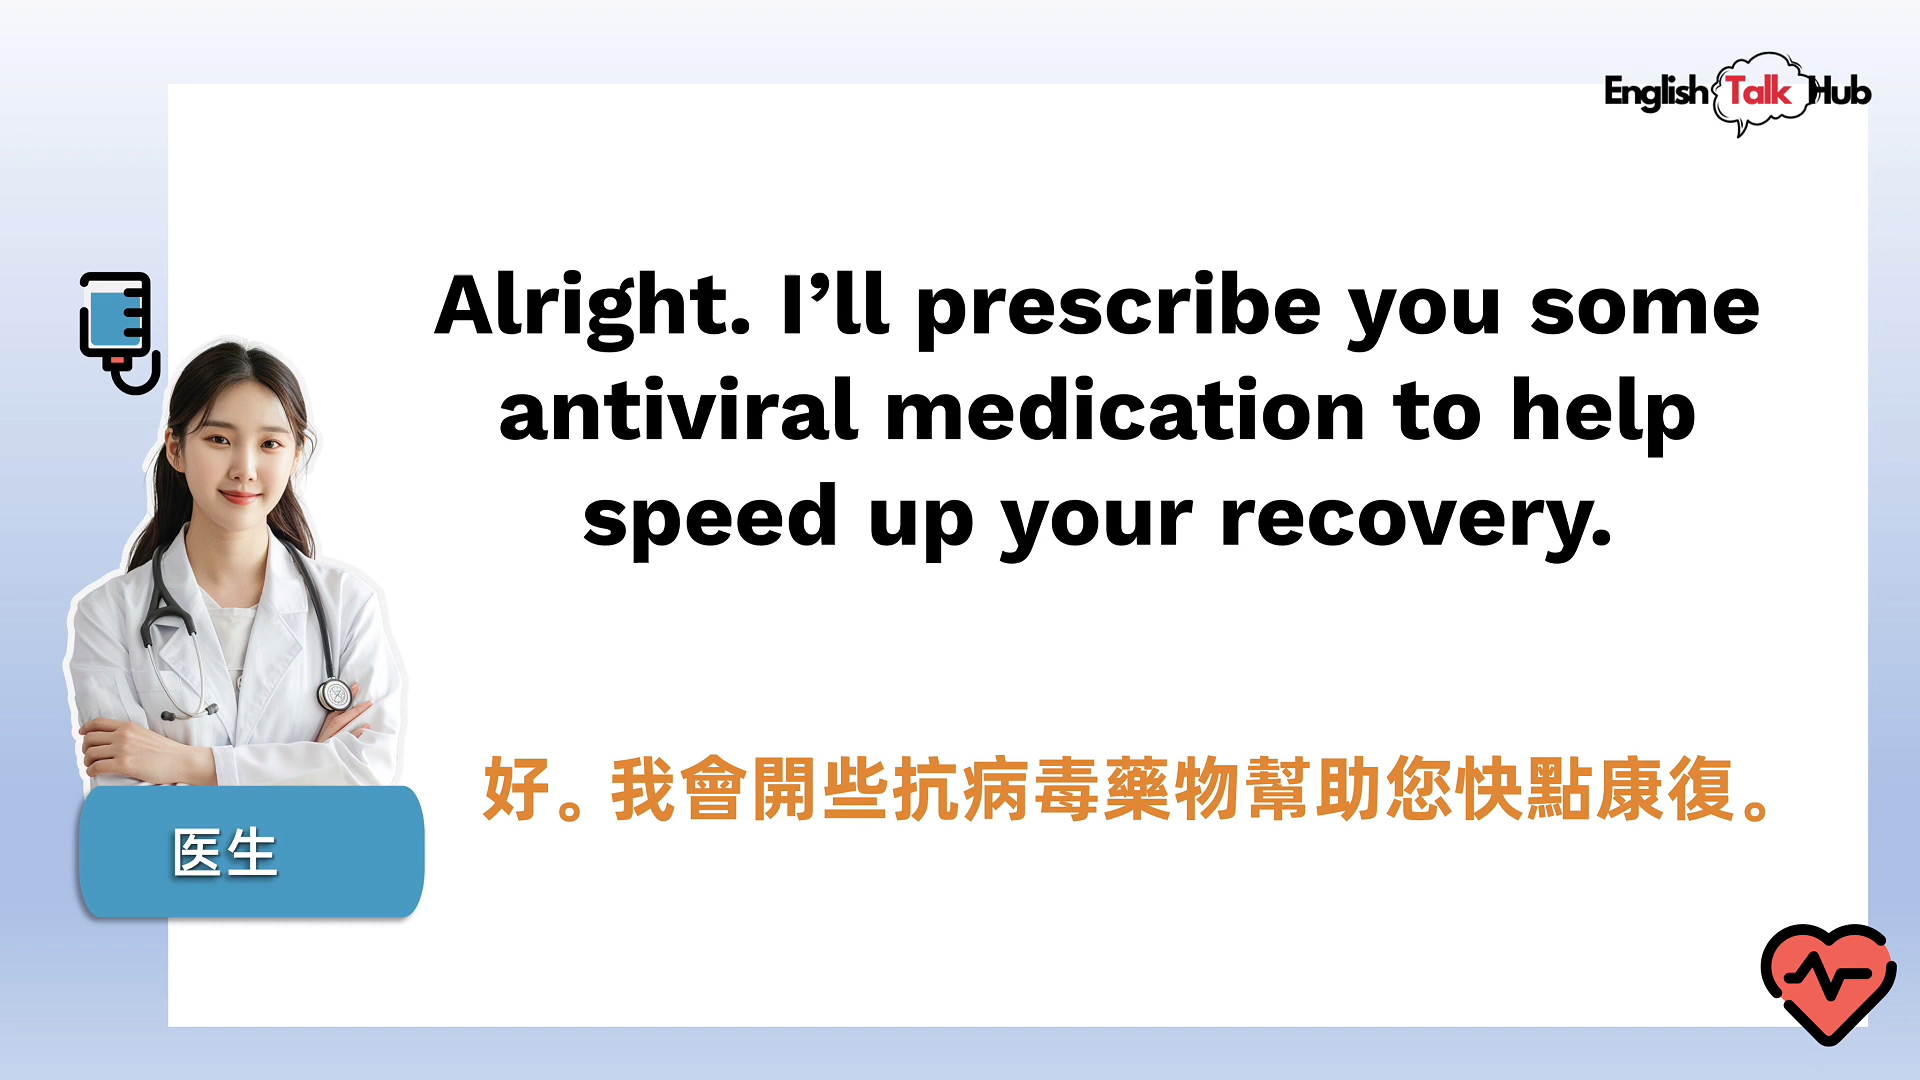 English Talk Hub
Alright. I’ll prescribe you some
antiviral medication to help
speed up your recovery.
好。我會開些抗病毒藥物幫助您快點康復。
医生